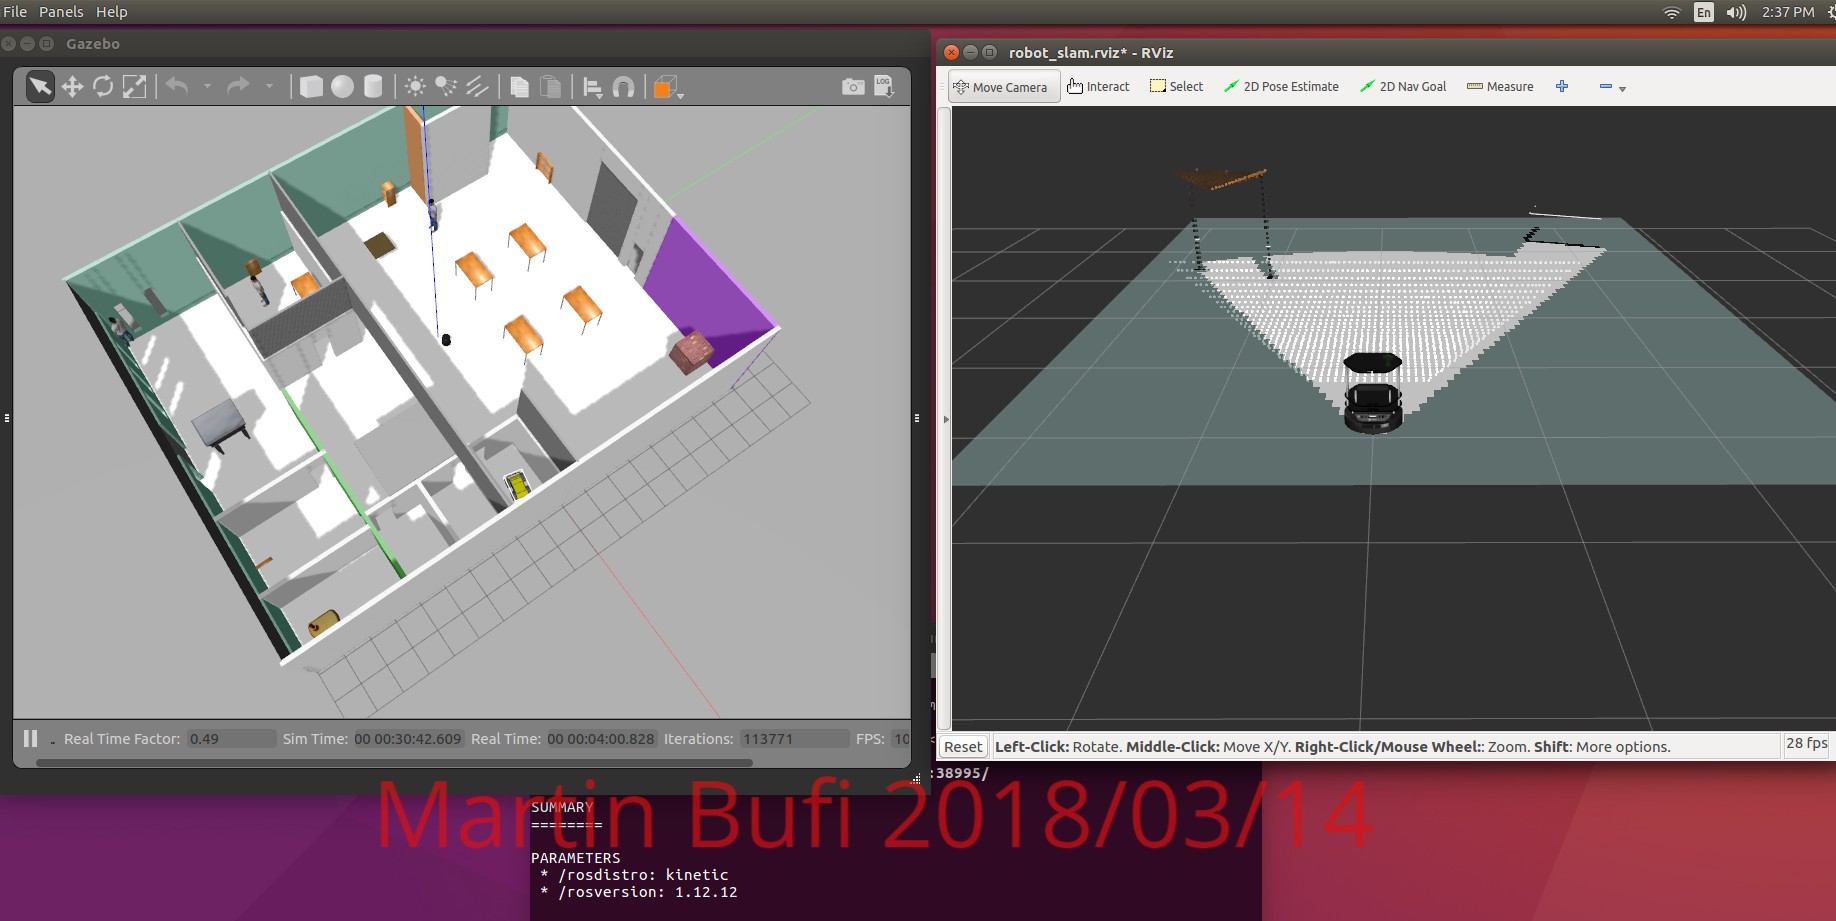 File Panels Help
En 2:37 PM
Gazebo
LOG
Real Time Factor: 0.49 Sim Time: 00 00:30:42.609 Real Time: 00 00:04:00.828 Iterations: 113771 FPS: 10
robot_slam.rviz* - RViz
Move Camera Interact Select 2D Pose Estimate 2D Nav Goal Measure
Reset Left-Click: Rotate. Middle-Click: Move X/Y. Right-Click/Mouse Wheel:: Zoom. Shift: More options. 28 fps
:38995/
Martin Bufi 2018/03/14
SUMMARY
========
PARAMETERS
* /rosdistro: kinetic
* /rosversion: 1.12.12